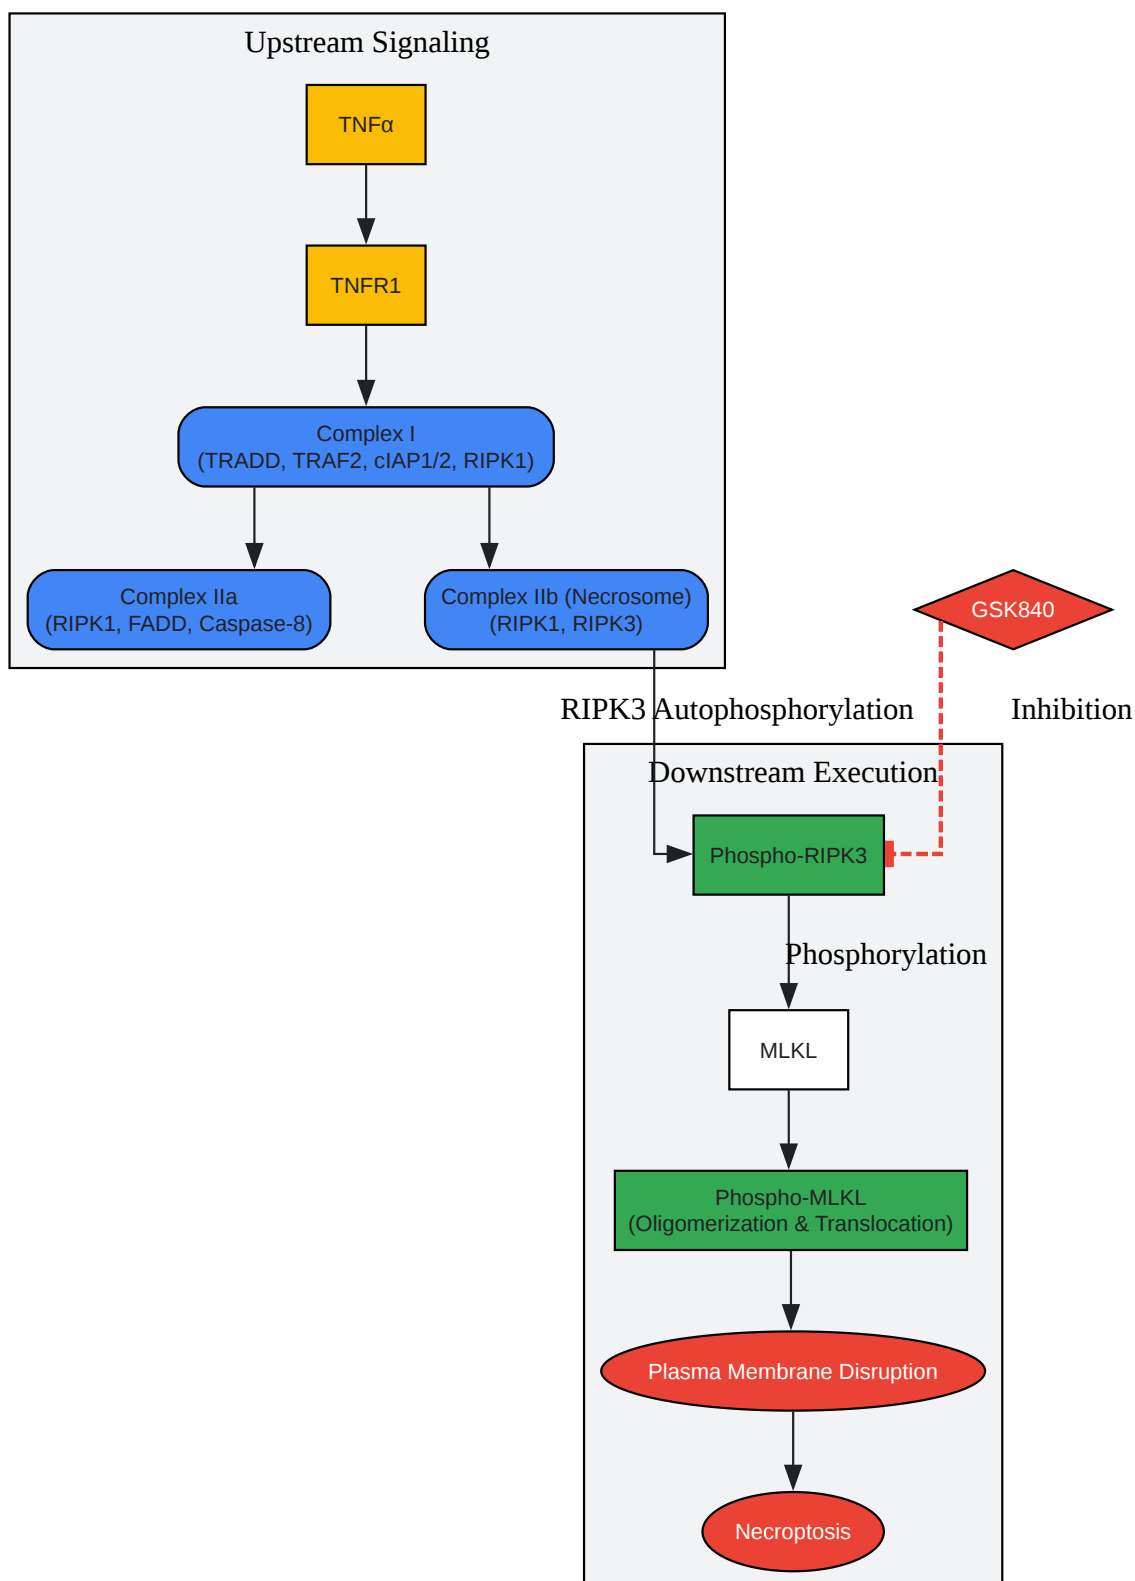 Upstream Signaling
TNFα
TNFR1
Complex I
(TRADD, TRAF2, cIAP1/2, RIPK1)
Complex IIa
(RIPK1, FADD, Caspase-8)
Complex IIb (Necrosome)
(RIPK1, RIPK3)
GSK840
RIPK3 Autophosphorylation
Inhibition
Downstream Execution
Phospho-RIPK3
Phosphorylation
MLKL
Phospho-MLKL
(Oligomerization & Translocation)
Plasma Membrane Disruption
Necroptosis